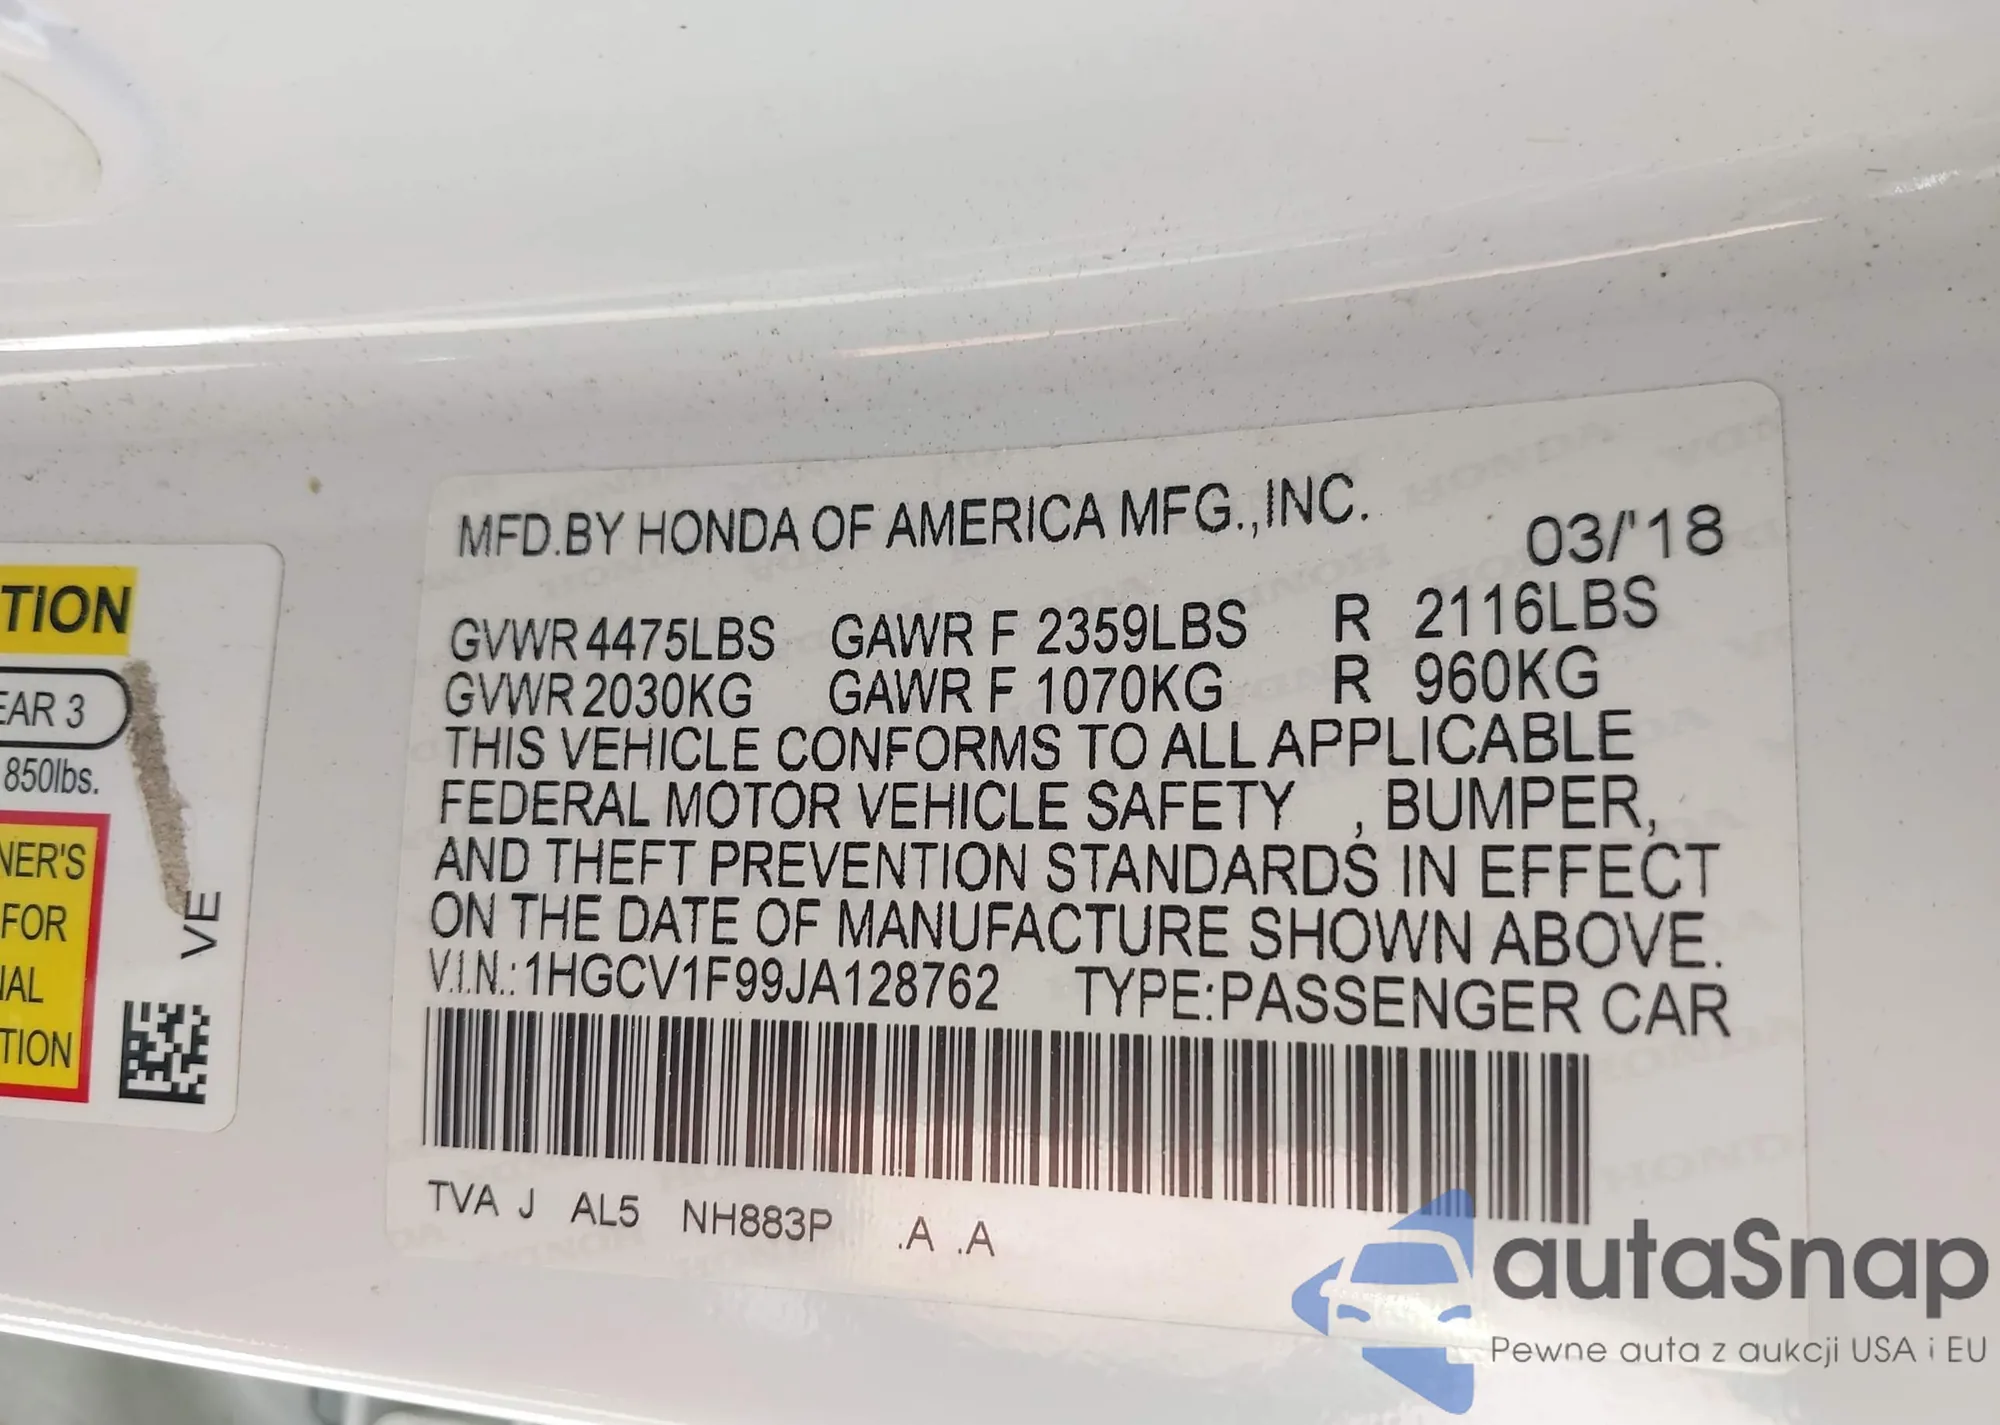 TION
EAR 3
850lbs.
NER'S
FOR
TION
VE
MFD.BY HONDA OF AMERICA MFG.,INC. 03/'18
GVWR 4475LBS GAWR F 2359LBS R 2116LBS
GVWR 2030KG GAWR F 1070KG R 960KG
THIS VEHICLE CONFORMS TO ALL APPLICABLE
FEDERAL MOTOR VEHICLE SAFETY , BUMPER,
AND THEFT PREVENTION STANDARDS IN EFFECT
ON THE DATE OF MANUFACTURE SHOWN ABOVE.
V.I.N.: 1HGCV1F99JA128762 TYPE:PASSENGER CAR
TVA J AL5 NH883P .A .A
autaSnap
Pewne auta z aukcji USA i EU